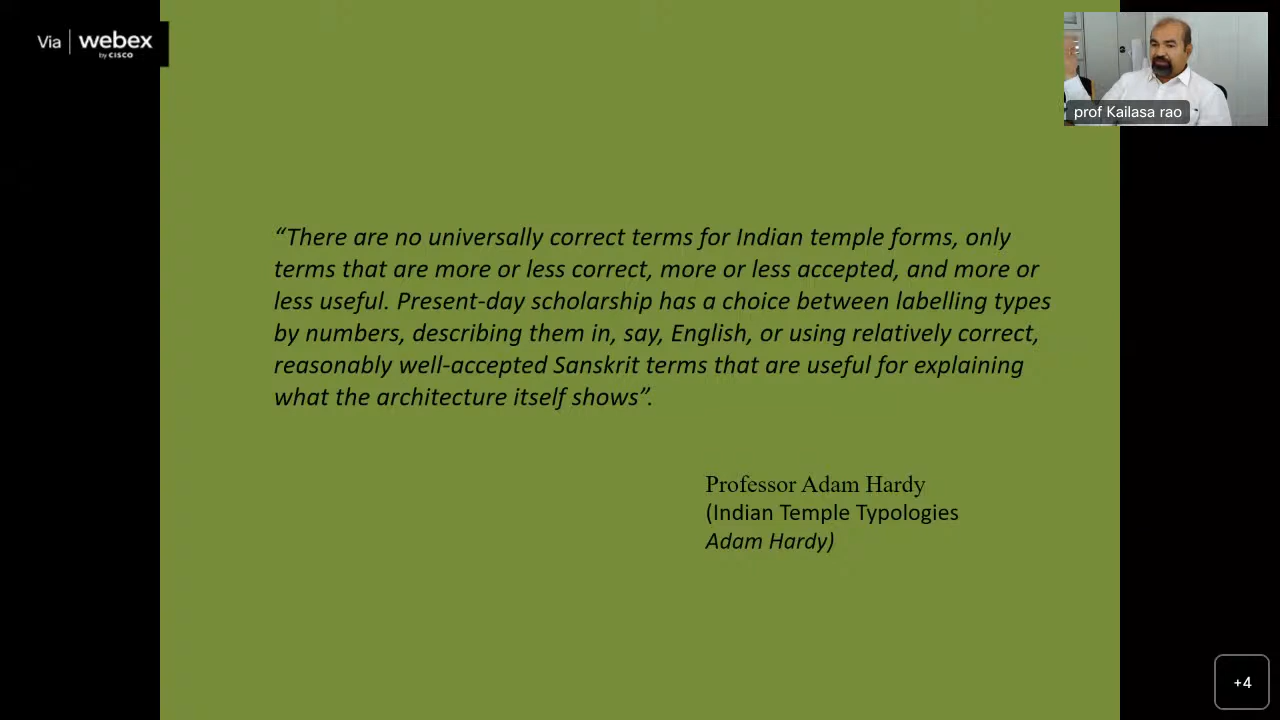 Via | webex
by CISCO
prof Kailasa rao
“There are no universally correct terms for Indian temple forms, only
terms that are more or less correct, more or less accepted, and more or
less useful. Present-day scholarship has a choice between labelling types
by numbers, describing them in, say, English, or using relatively correct,
reasonably well-accepted Sanskrit terms that are useful for explaining
what the architecture itself shows”.
Professor Adam Hardy
(Indian Temple Typologies
Adam Hardy)
+4